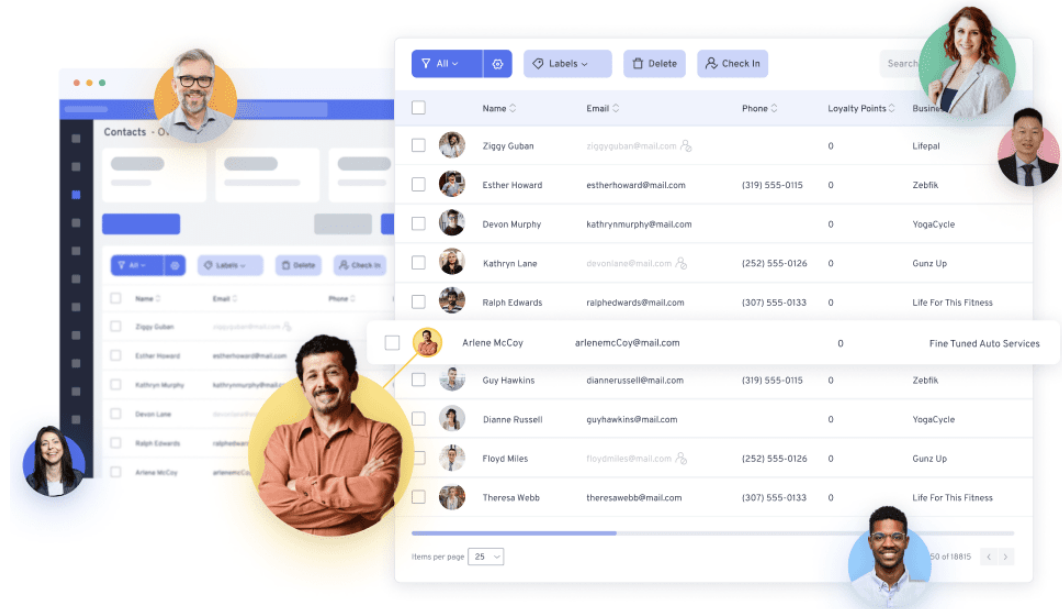 All
Labels
Delete
Check In
Search
Name Email Phone Loyalty Points Busin
Ziggy Guban ziggyguban@mail.com 0 Lifepal
Esther Howard estherhoward@mail.com (319) 555-0115 0 Zebfik
Devon Murphy kathrynmurphy@mail.com 0 YogaCycle
Kathryn Lane devonlane@mail.com (252) 555-0126 0 Gunz Up
Ralph Edwards ralphedwards@mail.com (307) 555-0133 0 Life For This Fitness
Arlene McCoy arlenemcCoy@mail.com 0 Fine Tuned Auto Services
Guy Hawkins diannerussell@mail.com (319) 555-0115 0 Zebfik
Dianne Russell guyhawkins@mail.com 0 YogaCycle
Floyd Miles floydmiles@mail.com (252) 555-0126 0 Gunz Up
Theresa Webb theresawebb@mail.com (307) 555-0133 0 Life For This Fitness
Items per page 25
50 of 18815
Contacts - Ov
All Labels Delete Check In
Name Email Phone
Ziggy Guban ziggyguban@mail.com
Esther Howard estherhoward@mail.com
Kathryn Murphy kathrynmurphy@mail
Devon Lane devonlane@m
Ralph Edwards ralphedwar
Arlene McCoy arlenemcC